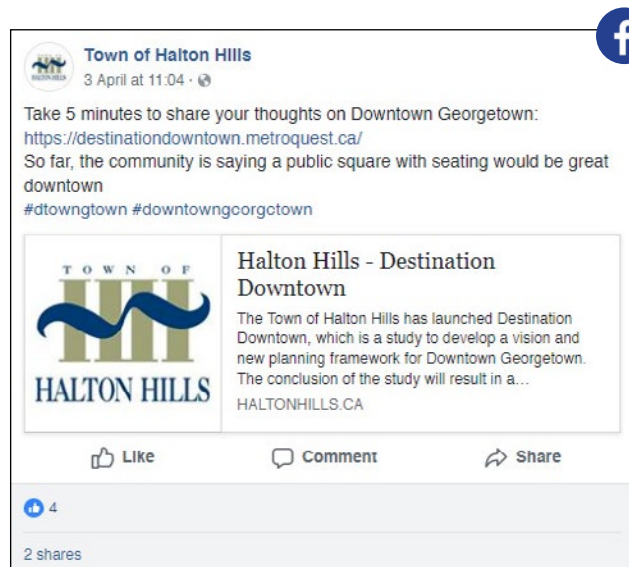 f
Town of Halton Hills
3 April at 11:04 ·
Take 5 minutes to share your thoughts on Downtown Georgetown:
https://destinationdowntown.metroquest.ca/
So far, the community is saying a public square with seating would be great
downtown
#dtowngtown #downtowngcorgctown
TOWN OF
HALTON HILLS
Halton Hills - Destination
Downtown
The Town of Halton Hills has launched Destination
Downtown, which is a study to develop a vision and
new planning framework for Downtown Georgetown.
The conclusion of the study will result in a...
HALTONHILLS.CA
Like Comment Share
4
2 shares